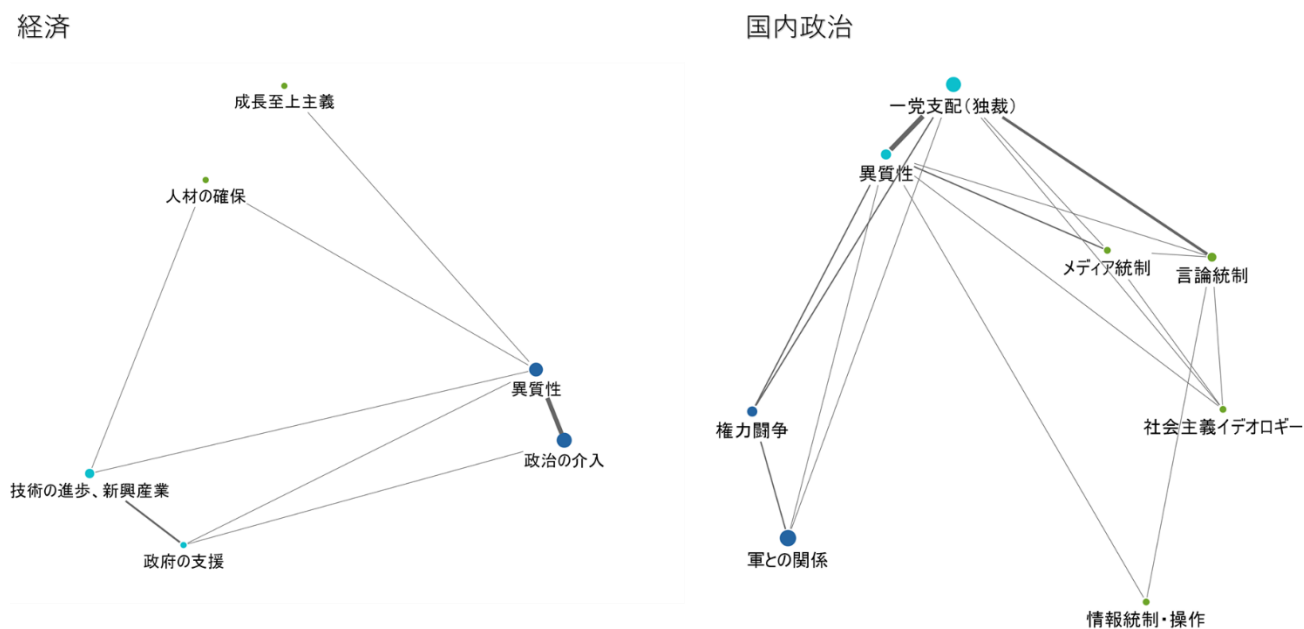 経済
国内政治
成長至上主義
人材の確保
異質性
政治の介入
技術の進歩、新興産業
政府の支援
一党支配（独裁）
異質性
メディア統制
言論統制
権力闘争
社会主義イデオロギー
軍との関係
情報統制・操作